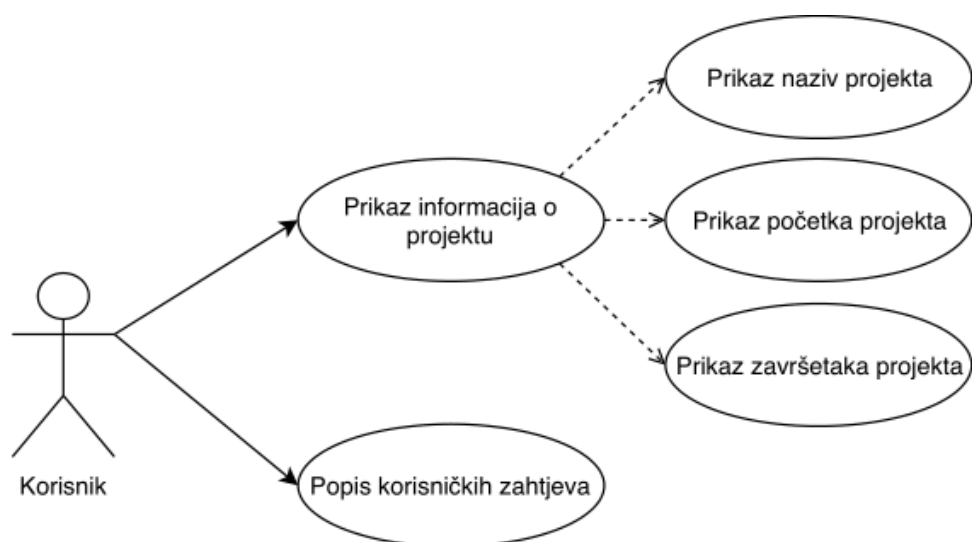 Prikaz naziv projekta
Prikaz informacija o
projektu
Prikaz početka projekta
Prikaz završetaka projekta
Korisnik
Popis korisničkih zahtjeva